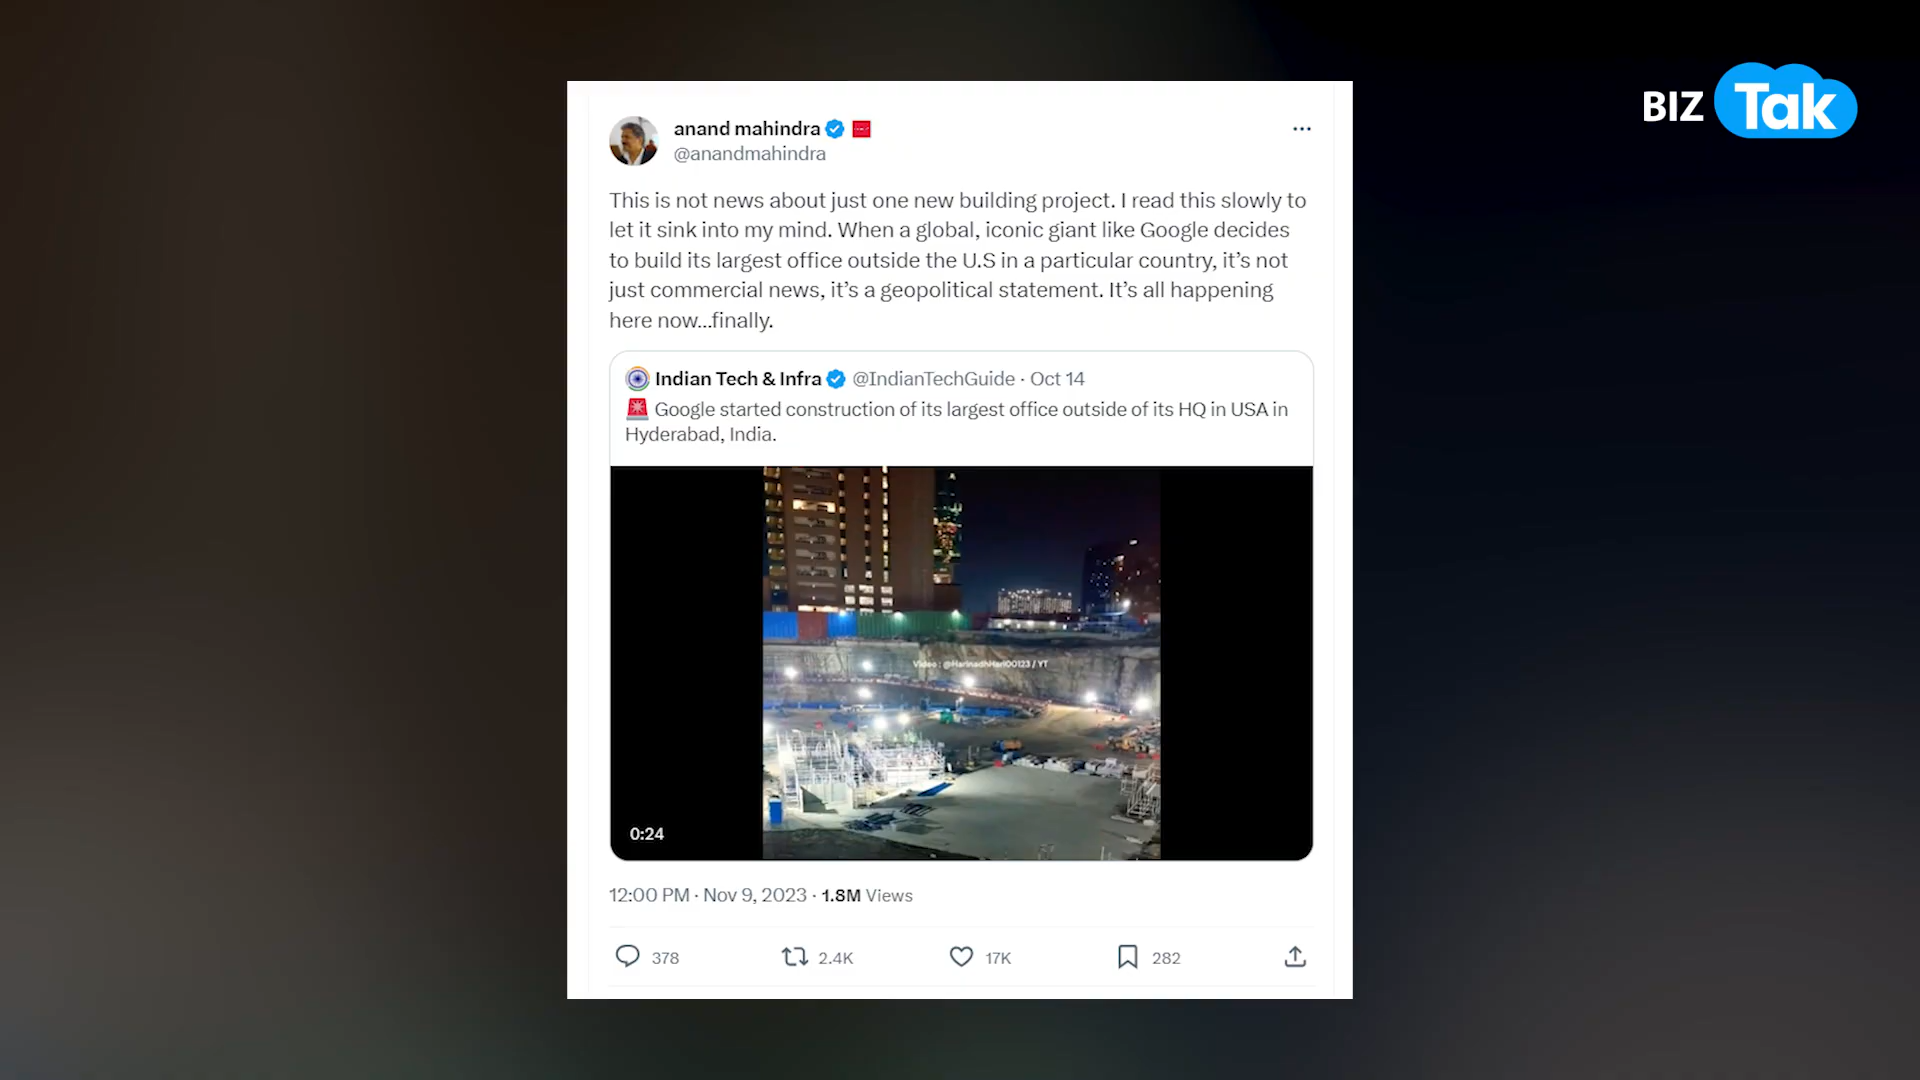 BIZ Tak
anand mahindra
@anandmahindra
This is not news about just one new building project. I read this slowly to
let it sink into my mind. When a global, iconic giant like Google decides
to build its largest office outside the U.S in a particular country, it’s not
just commercial news, it’s a geopolitical statement. It’s all happening
here now...finally.
Indian Tech & Infra @IndianTechGuide · Oct 14
Google started construction of its largest office outside of its HQ in USA in
Hyderabad, India.
Video : @HarinadhHari00123 / YT
0:24
12:00 PM · Nov 9, 2023 · 1.8M Views
378 2.4K 17K 282